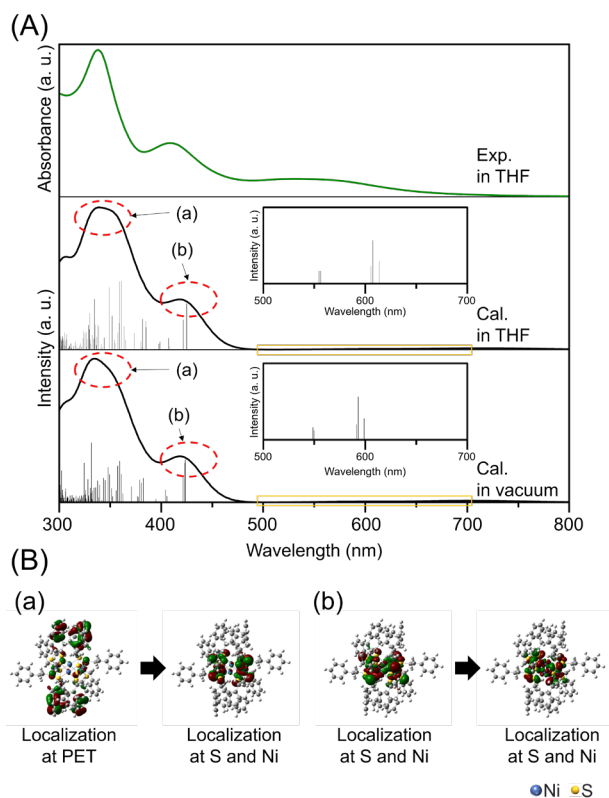 (A)
Absorbance (a. u.)
Exp.
in THF
(a)
(b)
Intensity (a. u.)
500
600
700
Wavelength (nm)
Cal.
in THF
Intensity (a. u.)
(a)
(b)
Intensity (a. u.)
500
600
700
Wavelength (nm)
Cal.
in vacuum
300
400
500
600
700
800
Wavelength (nm)
(B)
(a)
(b)
Localization
at PET
Localization
at S and Ni
Localization
at S and Ni
Localization
at S and Ni
Ni
S